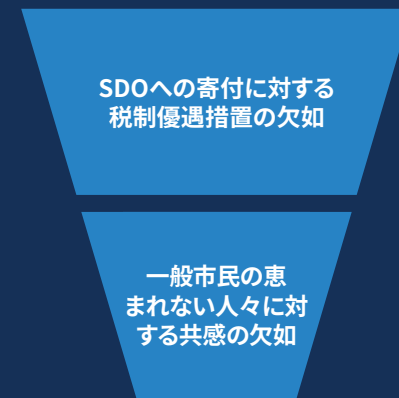 SDOへの寄付に対する
税制優遇措置の欠如
一般市民の恵
まれない人々に対
する共感の欠如